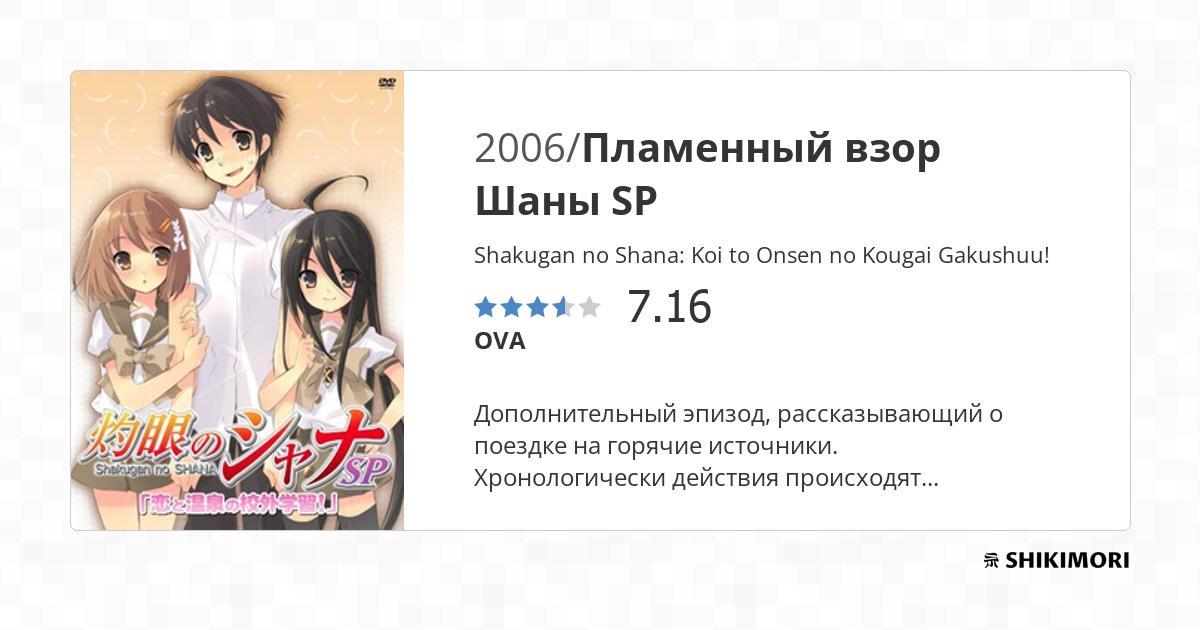 DVD
2006/Пламенный взор
Шаны SP
Shakugan no Shana: Koi to Onsen no Kougai Gakushuu!
7.16
OVA
Дополнительный эпизод, рассказывающий о
поездке на горячие источники.
Хронологически действия происходят...
灼眼のシャナSP
Shakugan no SHANA
「恋と温泉の校外学習!」
SHIKIMORI